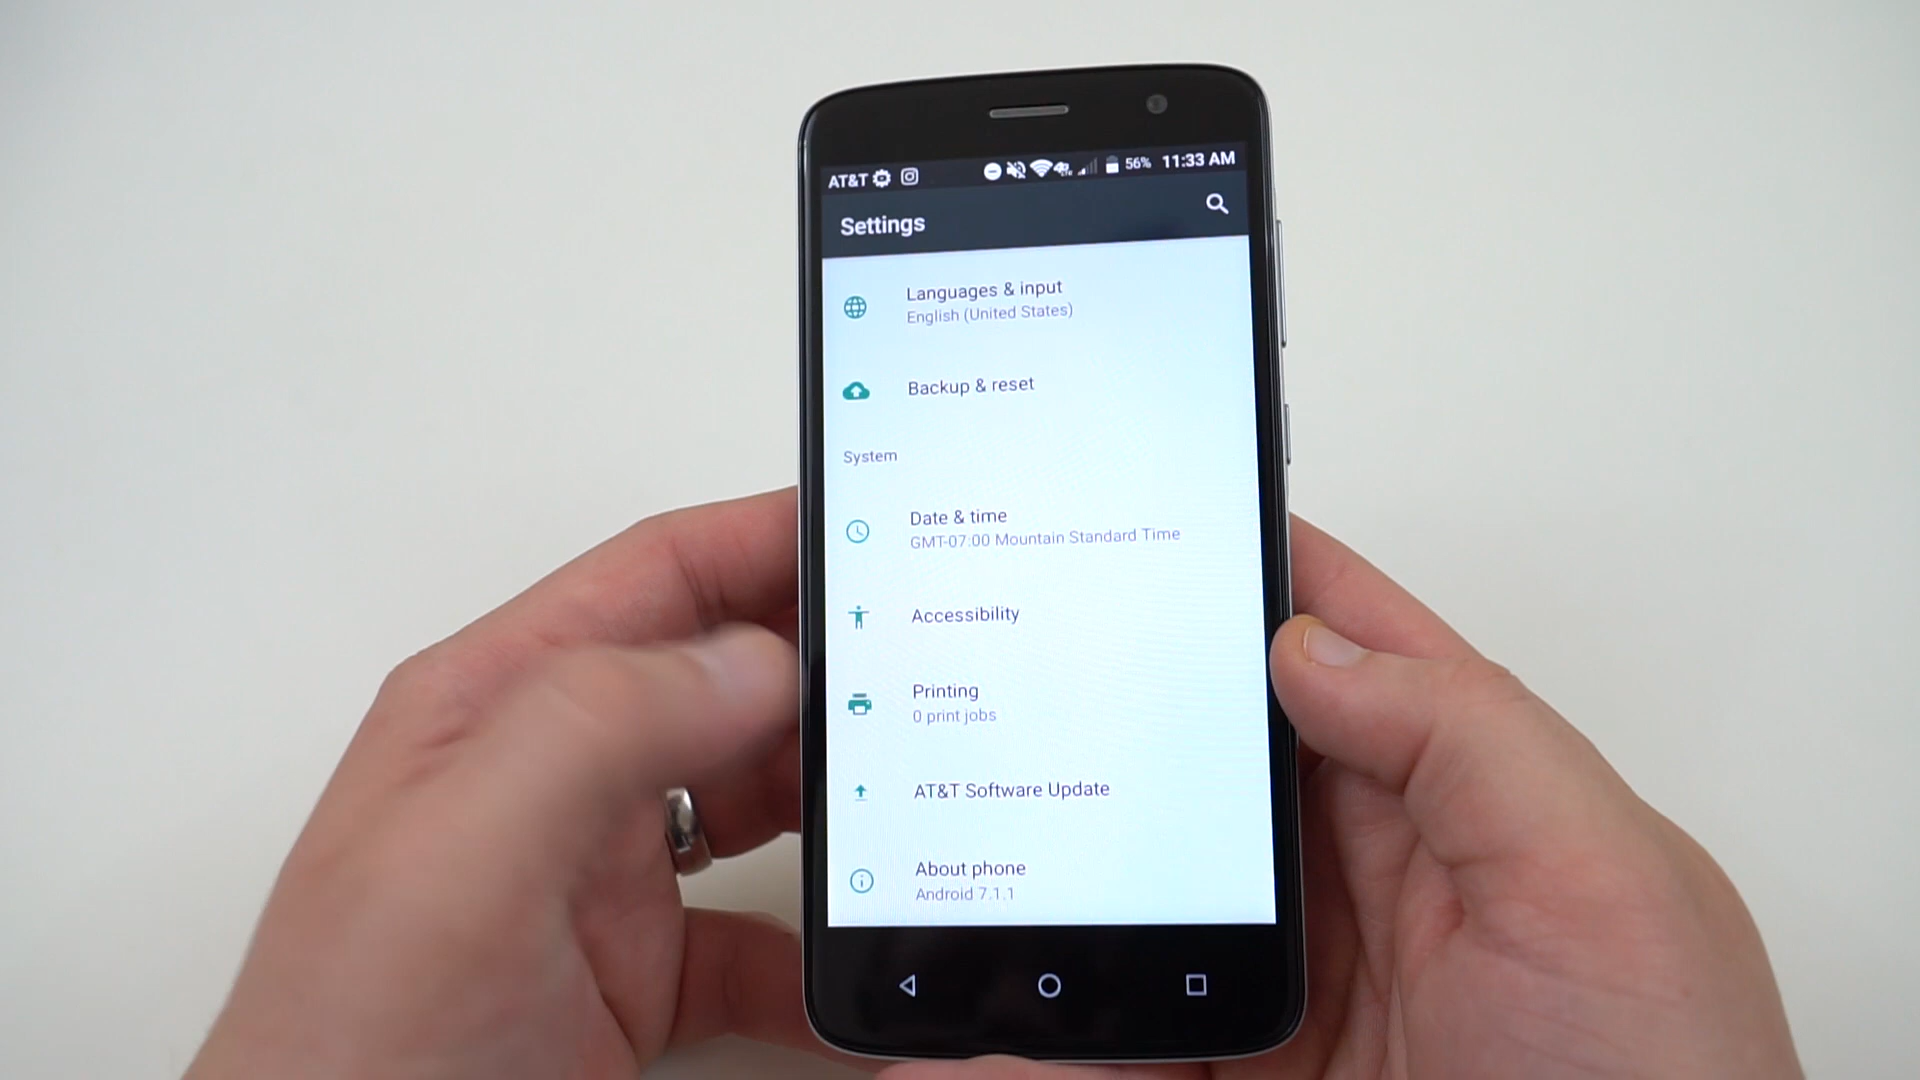 AT&T 56% 11:33 AM
Settings
Languages & input
English (United States)
Backup & reset
System
Date & time
GMT-07:00 Mountain Standard Time
Accessibility
Printing
0 print jobs
AT&T Software Update
About phone
Android 7.1.1